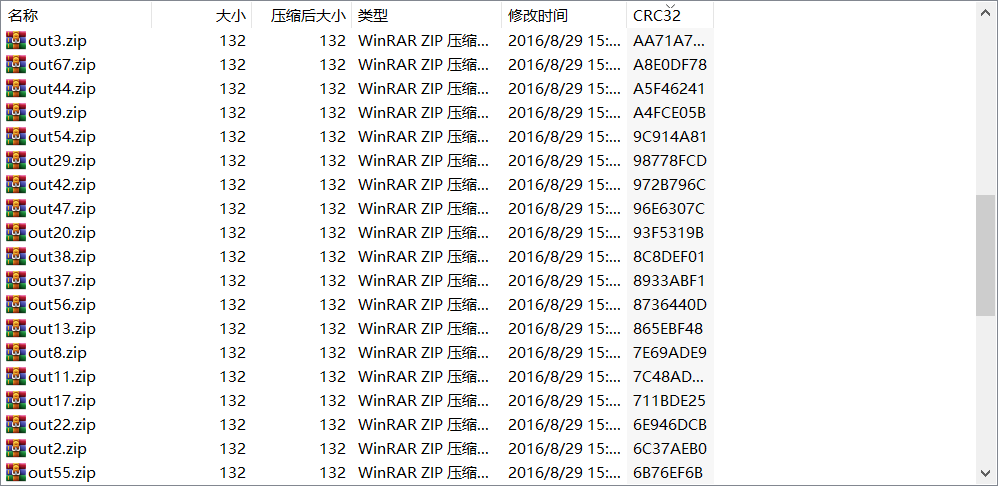 名称 大小 压缩后大小 类型 修改时间 CRC32
out3.zip 132 132 WinRAR ZIP 压缩... 2016/8/29 15:... AA71A7...
out67.zip 132 132 WinRAR ZIP 压缩... 2016/8/29 15:... A8E0DF78
out44.zip 132 132 WinRAR ZIP 压缩... 2016/8/29 15:... A5F46241
out9.zip 132 132 WinRAR ZIP 压缩... 2016/8/29 15:... A4FCE05B
out54.zip 132 132 WinRAR ZIP 压缩... 2016/8/29 15:... 9C914A81
out29.zip 132 132 WinRAR ZIP 压缩... 2016/8/29 15:... 98778FCD
out42.zip 132 132 WinRAR ZIP 压缩... 2016/8/29 15:... 972B796C
out47.zip 132 132 WinRAR ZIP 压缩... 2016/8/29 15:... 96E6307C
out20.zip 132 132 WinRAR ZIP 压缩... 2016/8/29 15:... 93F5319B
out38.zip 132 132 WinRAR ZIP 压缩... 2016/8/29 15:... 8C8DEF01
out37.zip 132 132 WinRAR ZIP 压缩... 2016/8/29 15:... 8933ABF1
out56.zip 132 132 WinRAR ZIP 压缩... 2016/8/29 15:... 8736440D
out13.zip 132 132 WinRAR ZIP 压缩... 2016/8/29 15:... 865EBF48
out8.zip 132 132 WinRAR ZIP 压缩... 2016/8/29 15:... 7E69ADE9
out11.zip 132 132 WinRAR ZIP 压缩... 2016/8/29 15:... 7C48AD...
out17.zip 132 132 WinRAR ZIP 压缩... 2016/8/29 15:... 711BDE25
out22.zip 132 132 WinRAR ZIP 压缩... 2016/8/29 15:... 6E946DCB
out2.zip 132 132 WinRAR ZIP 压缩... 2016/8/29 15:... 6C37AEB0
out55.zip 132 132 WinRAR ZIP 压缩... 2016/8/29 15:... 6B76EF6B